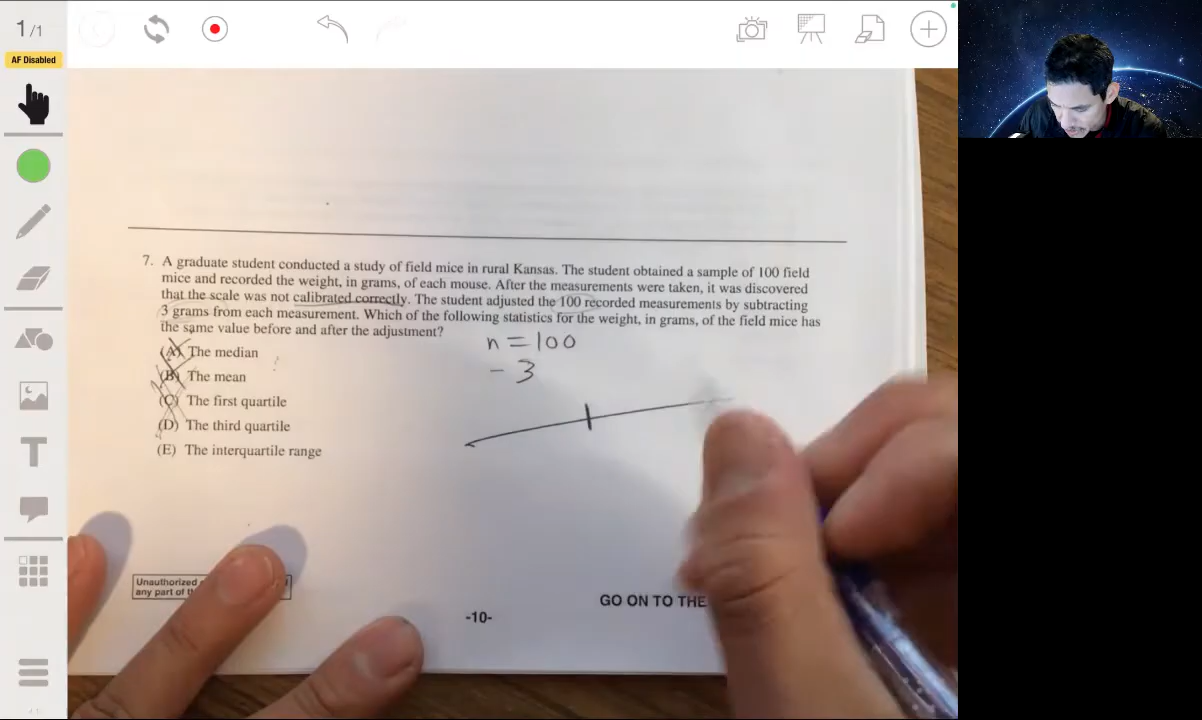 1/1
AF Disabled
7. A graduate student conducted a study of field mice in rural Kansas. The student obtained a sample of 100 field
mice and recorded the weight, in grams, of each mouse. After the measurements were taken, it was discovered
that the scale was not calibrated correctly. The student adjusted the 100 recorded measurements by subtracting
3 grams from each measurement. Which of the following statistics for the weight, in grams, of the field mice has
the same value before and after the adjustment?
(A) The median
(B) The mean
(C) The first quartile
(D) The third quartile
(E) The interquartile range
n = 100
- 3
T
Unauthorized
any part of
GO ON TO THE
-10-